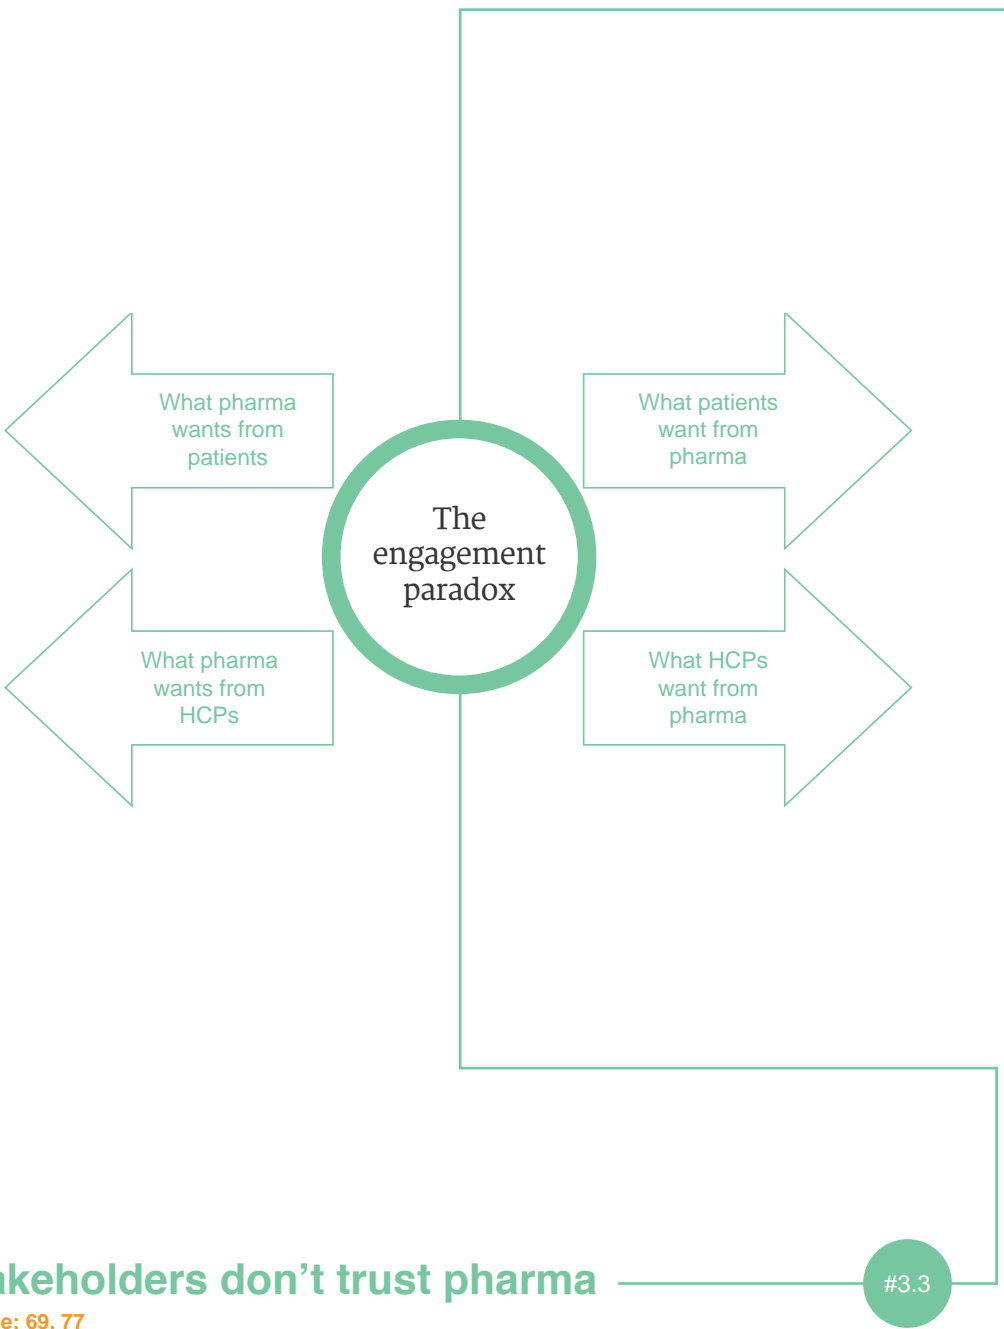 What pharma
wants from
patients
What patients
want from
pharma
The
engagement
paradox
What pharma
wants from
HCPs
What HCPs
want from
pharma
akeholders don't trust pharma
#3.3
e: 69. 77